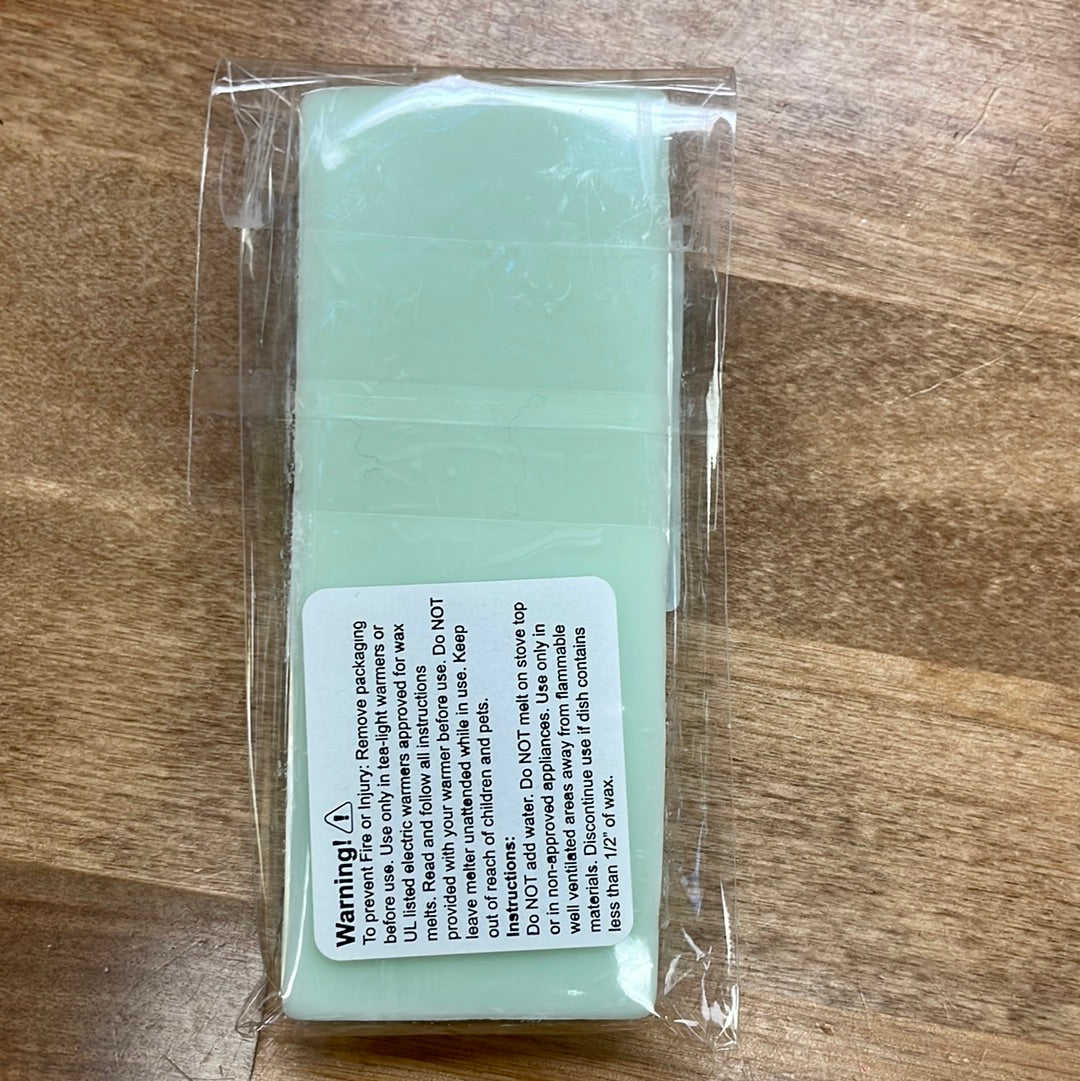 Warning!
To prevent Fire or Injury: Remove packaging
before use. Use only in tea-light warmers or
UL listed electric warmers approved for wax
melts. Read and follow all instructions
provided with your warmer before use. Do NOT
leave melter unattended while in use. Keep
out of reach of children and pets.
Instructions:
Do NOT add water. Do NOT melt on stove top
or in non-approved appliances. Use only in
well ventilated areas away from flammable
materials. Discontinue use if dish contains
less than 1/2" of wax.